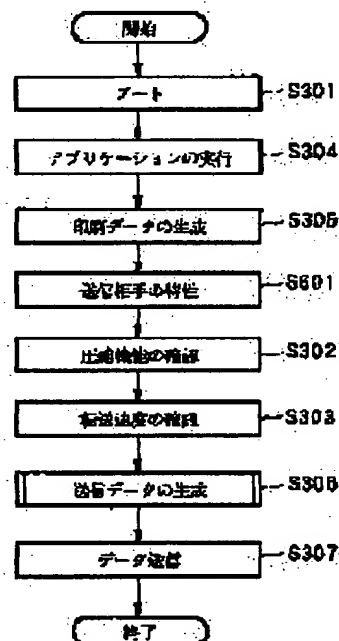 開始
ブート S301
アプリケーションの実行 S304
印刷データの生成 S305
送信相手の特定 S601
圧縮機能の確認 S302
転送速度の確認 S303
送信データの生成 S306
データ送信 S307
終了